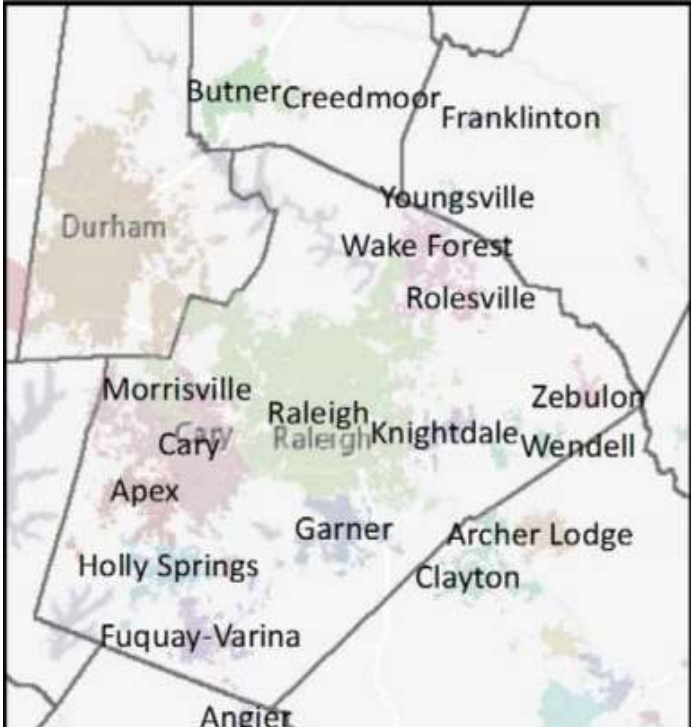 Butner
Creedmoor
Franklinton
Youngsville
Durham
Wake Forest
Rolesville
Morrisville
Zebulon
Raleigh
Cary
Raleigh
Knightdale
Cary
Wendell
Apex
Garner
Archer Lodge
Holly Springs
Clayton
Fuquay-Varina
Angier